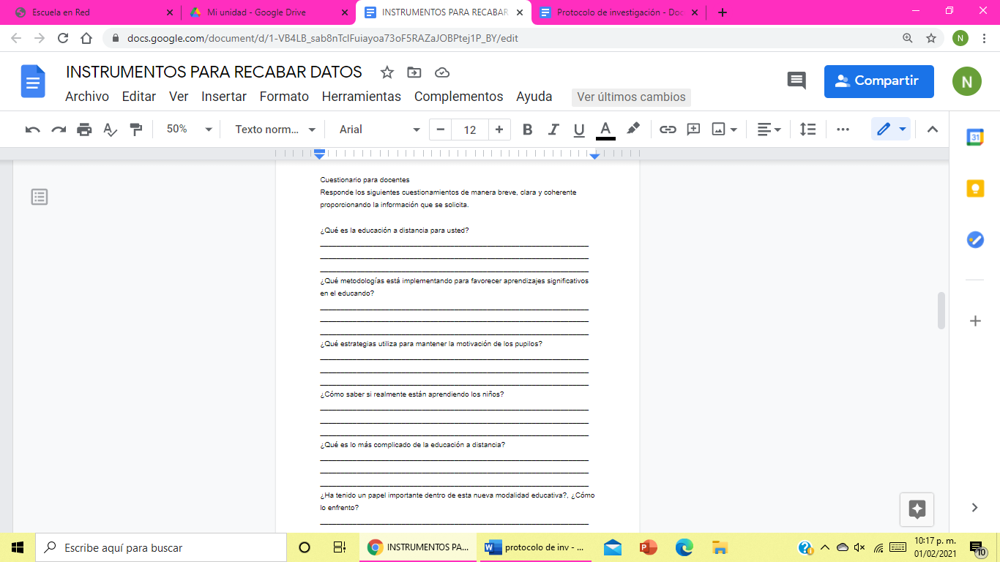 Escuela en Red
Mi unidad - Google Drive
INSTRUMENTOS PARA RECABAR
Protocolo de investigación - Doc
docs.google.com/document/d/1-VB4LB_sab8nTcIFuiayoa73oF5RAZaJOBPtej1P_BY/edit
N
INSTRUMENTOS PARA RECABAR DATOS
Archivo Editar Ver Insertar Formato Herramientas Complementos Ayuda Ver últimos cambios
Compartir
N
50% Texto norm... Arial 12 B I U A
31
Cuestionario para docentes
Responde los siguientes cuestionamientos de manera breve, clara y coherente
proporcionando la información que se solicita.
¿Qué es la educación a distancia para usted?
¿Qué metodologías está implementando para favorecer aprendizajes significativos
en el educando?
¿Qué estrategias utiliza para mantener la motivación de los pupilos?
¿Cómo saber si realmente están aprendiendo los niños?
¿Qué es lo más complicado de la educación a distancia?
¿Ha tenido un papel importante dentro de esta nueva modalidad educativa?, ¿Cómo
lo enfrento?
Escribe aquí para buscar
INSTRUMENTOS PA...
protocolo de inv - ...
10:17 p. m.
01/02/2021
10